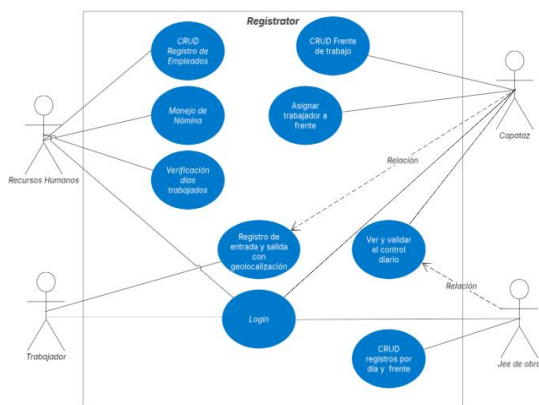 Registrator
CRUD
Registro de
Empleados
CRUD Frente
de trabajo
Manejo de
Nómina
Asignar
trabajador a
frente
Capataz
Relación
Verificación
días
trabajados
Recursos Humanos
Registro de
entrada y salida
con
geolocalización
Ver y validar
el control
diario
Relación
Login
Trabajador
CRUD
registros por
día y frente
Jee de obra